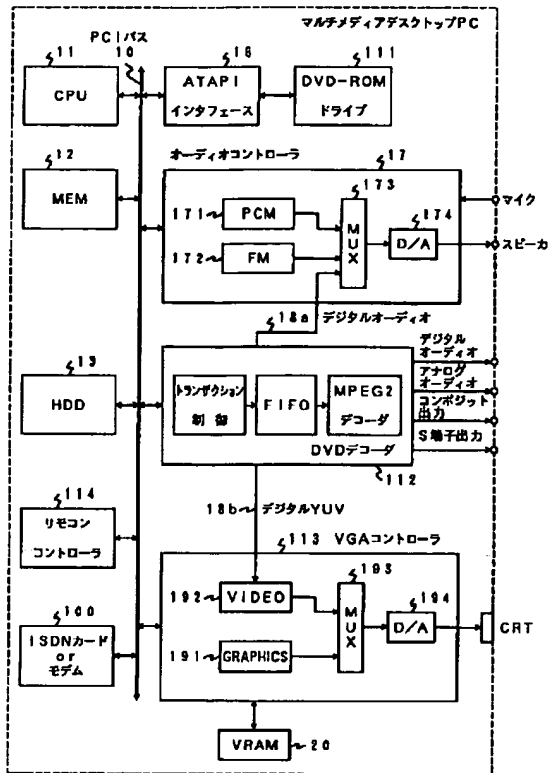 マルチメディアデスクトップPC
PCIバス
10
11
CPU
16
ATAPI
インタフェース
111
DVD-ROM
ドライブ
12
MEM
オーディオコントローラ
17
171
PCM
172
FM
173
MUX
174
D/A
マイク
スピーカ
18a
デジタルオーディオ
13
HDD
トランザクション
制御
FIFO
MPEG2
デコーダ
DVDデコーダ
112
デジタル
オーディオ
アナログ
オーディオ
コンポジット
出力
S端子出力
114
リモコン
コントローラ
18b
デジタルYUV
113
VGAコントローラ
192
VIDEO
191
GRAPHICS
193
MUX
194
D/A
CRT
100
ISDNカード
or
モデム
VRAM
20